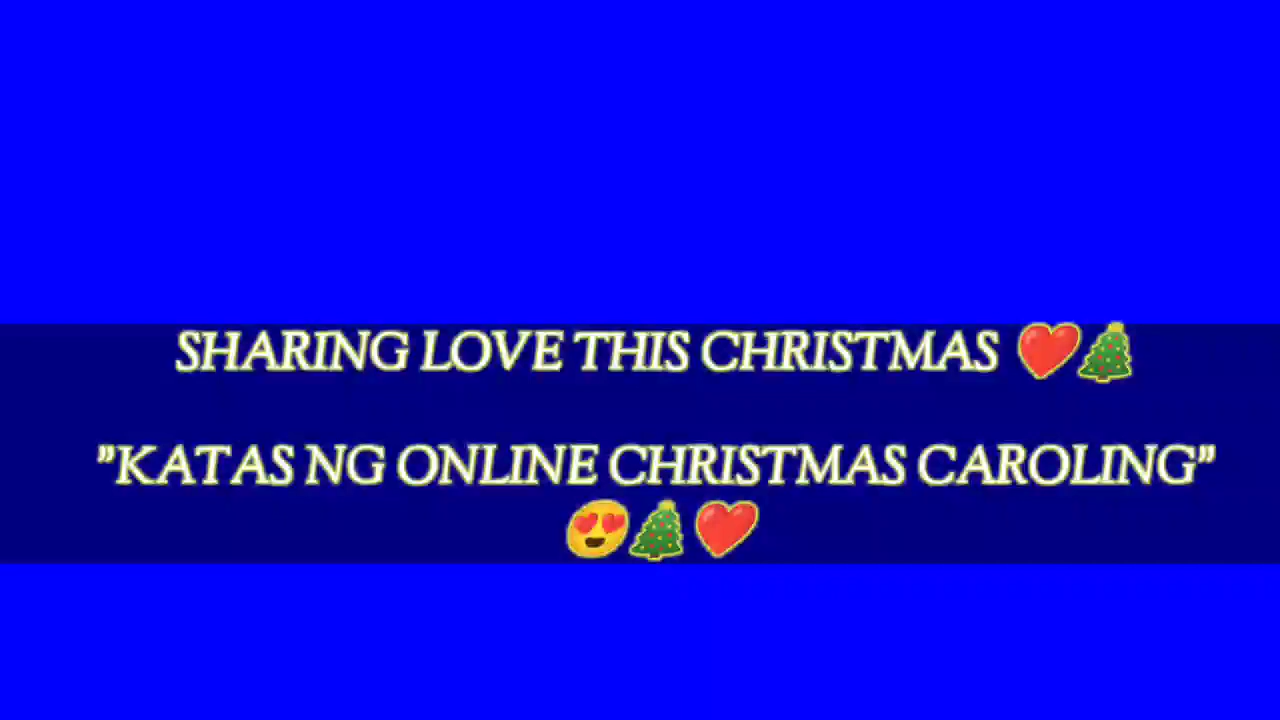 SHARING LOVE THIS CHRISTMAS ❤️🎄
"KATAS NG ONLINE CHRISTMAS CAROLING"
😍🎄❤️